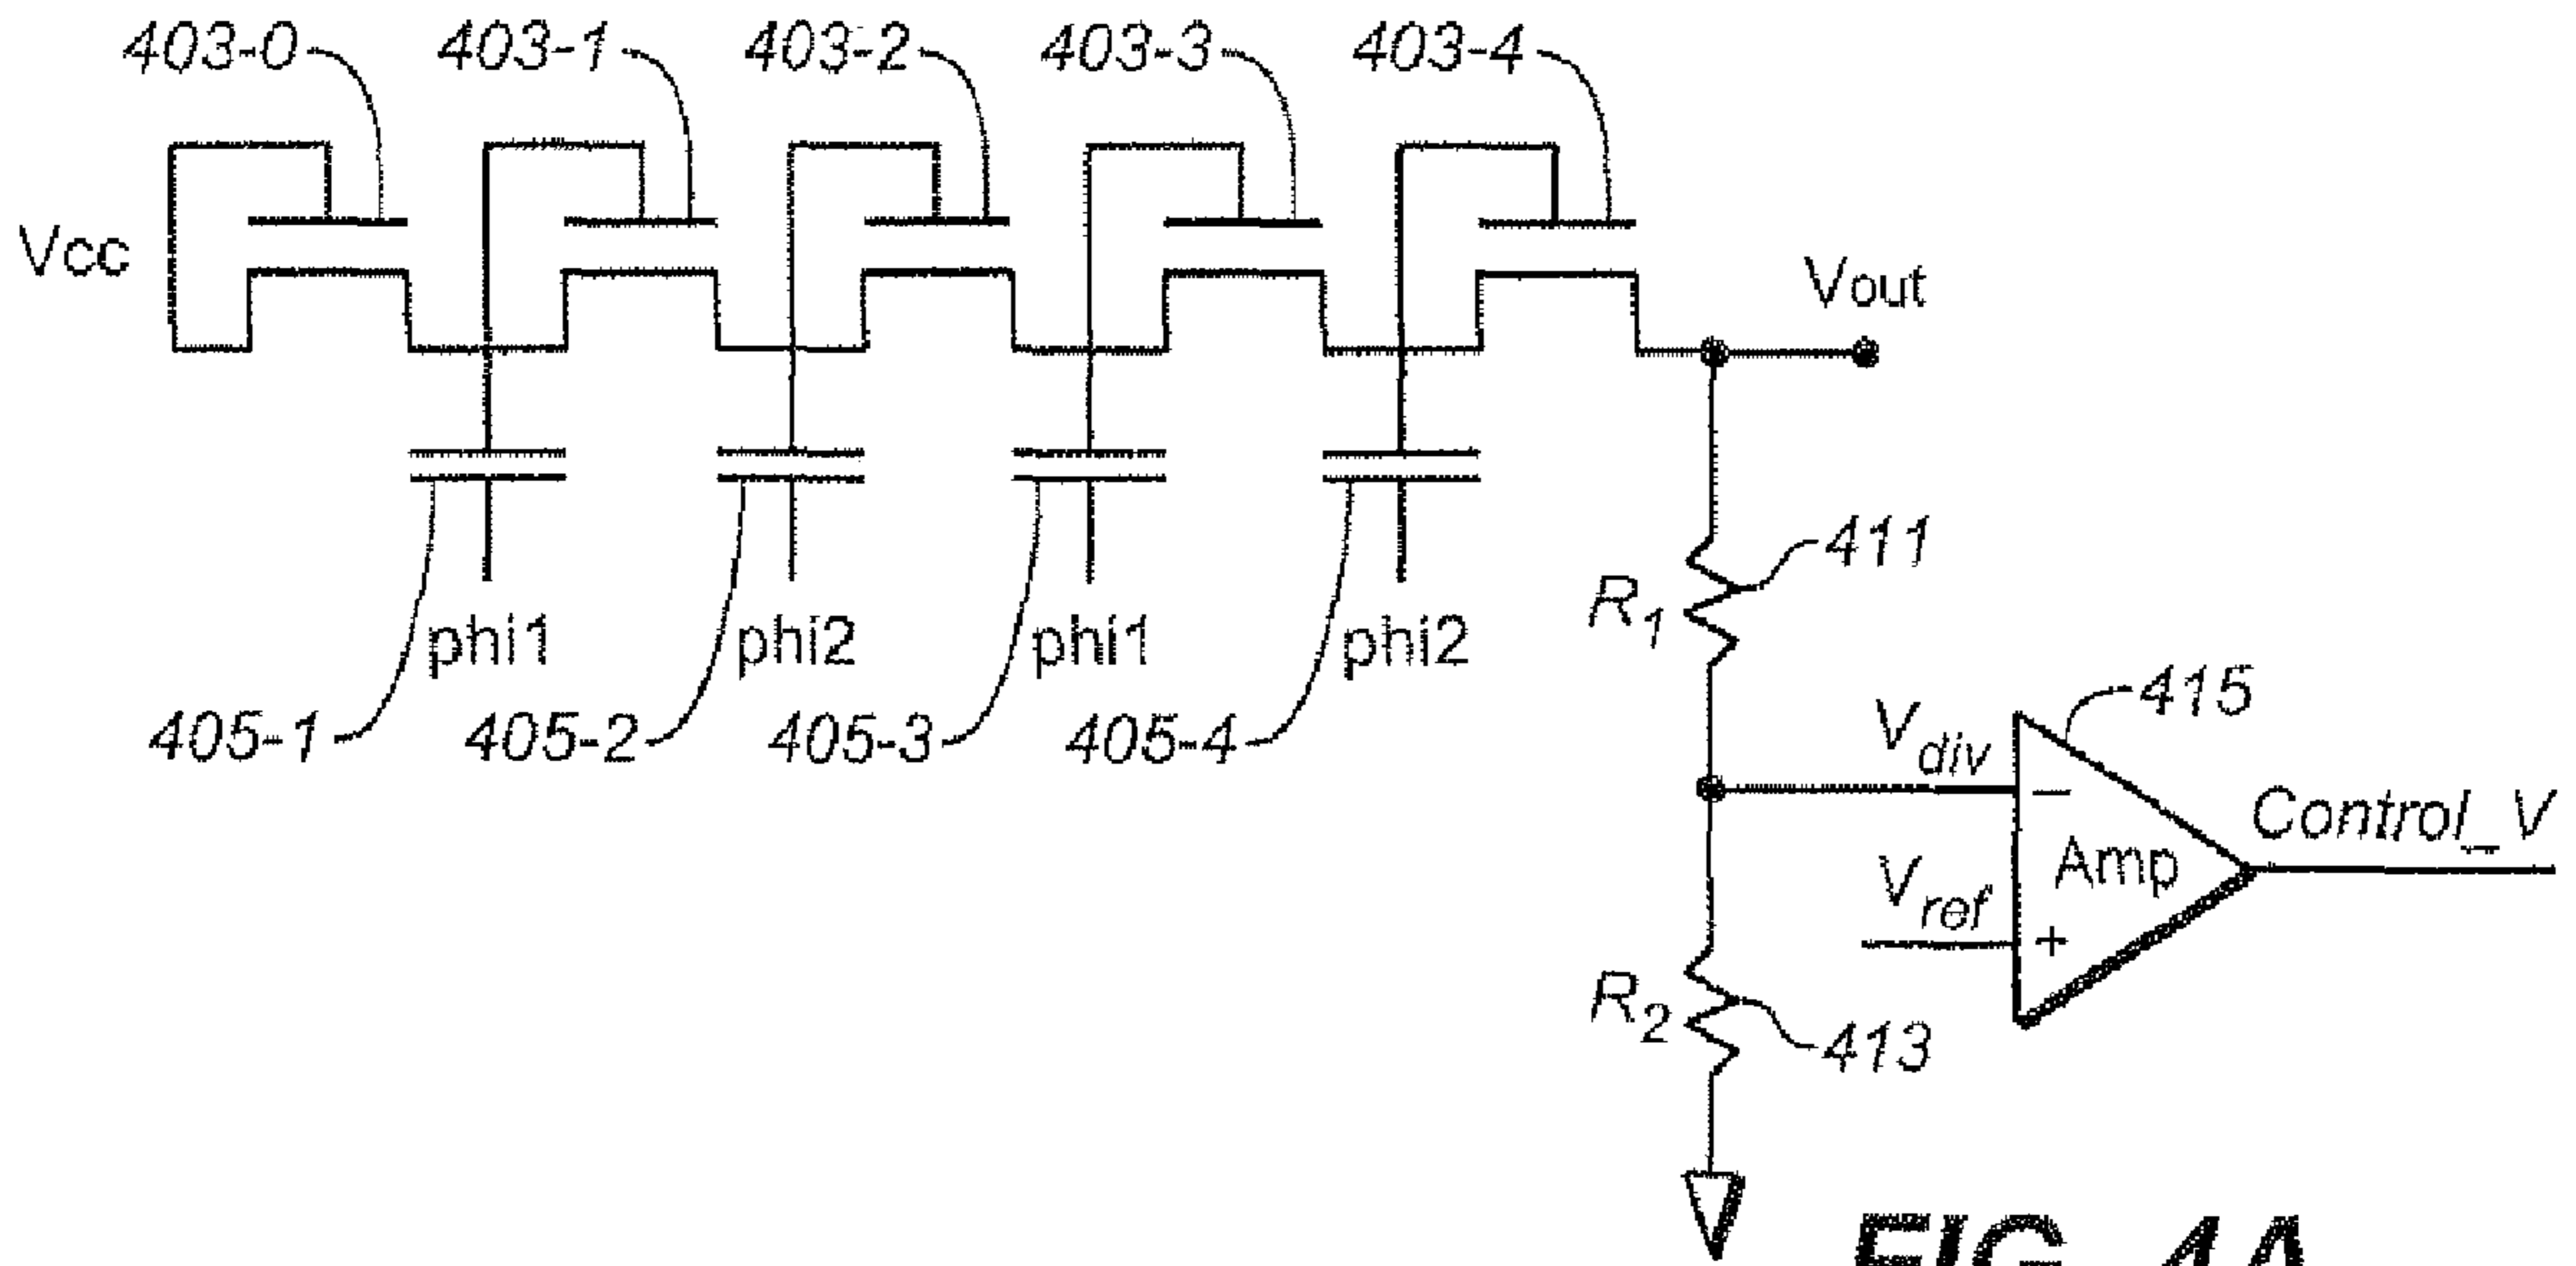 403-0 403-1 403-2 403-3 403-4
Vcc
Vout
R1 411
phi1 phi2 phi1 phi2
405-1 405-2 405-3 405-4
Vdiv 415
−
Control_V
Amp
Vref
+
R2 413
FIG. 4A